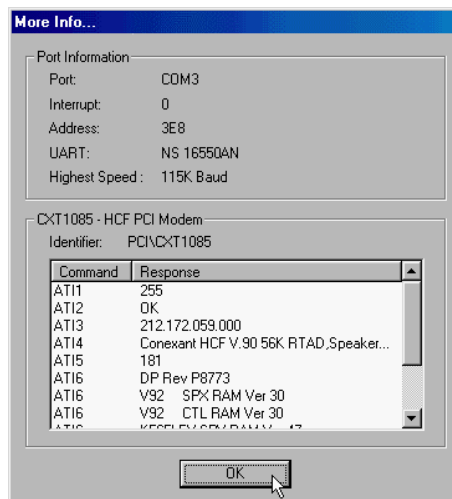 More Info...
Port Information
Port: COM3
Interrupt: 0
Address: 3E8
UART: NS 16550AN
Highest Speed : 115K Baud
CXT1085 - HCF PCI Modem
Identifier: PCI\CXT1085
Command Response
ATI1 255
ATI2 OK
ATI3 212.172.059.000
ATI4 Conexant HCF V.90 56K RTAD,Speaker...
ATI5 181
ATI6 DP Rev P8773
ATI6 V92 SPX RAM Ver 30
ATI6 V92 CTL RAM Ver 30
OK